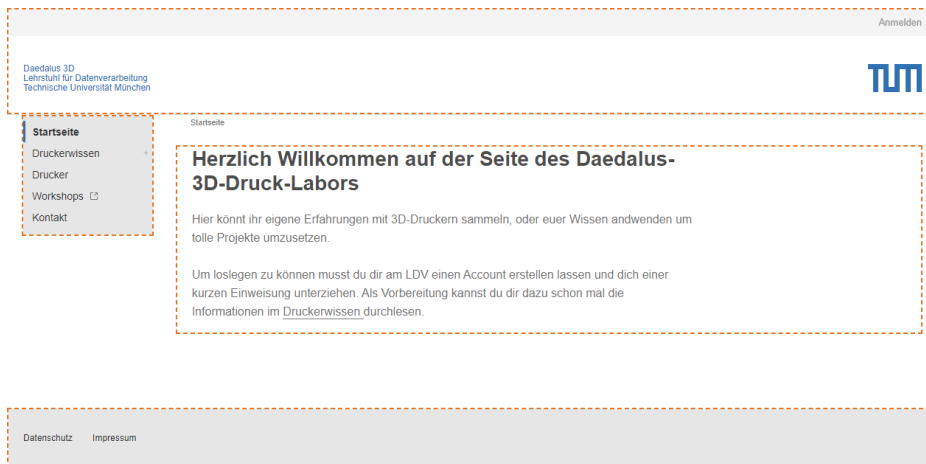 Anmelden
Daedalus 3D
Lehrstuhl für Datenverarbeitung
Technische Universität München
TUM
Startseite
Druckerwissen +
Drucker
Workshops
Kontakt
Startseite
Herzlich Willkommen auf der Seite des Daedalus-
3D-Druck-Labors
Hier könnt ihr eigene Erfahrungen mit 3D-Druckern sammeln, oder euer Wissen andwenden um
tolle Projekte umzusetzen.
Um loslegen zu können musst du dir am LDV einen Account erstellen lassen und dich einer
kurzen Einweisung unterziehen. Als Vorbereitung kannst du dir dazu schon mal die
Informationen im Druckerwissen durchlesen.
Datenschutz Impressum